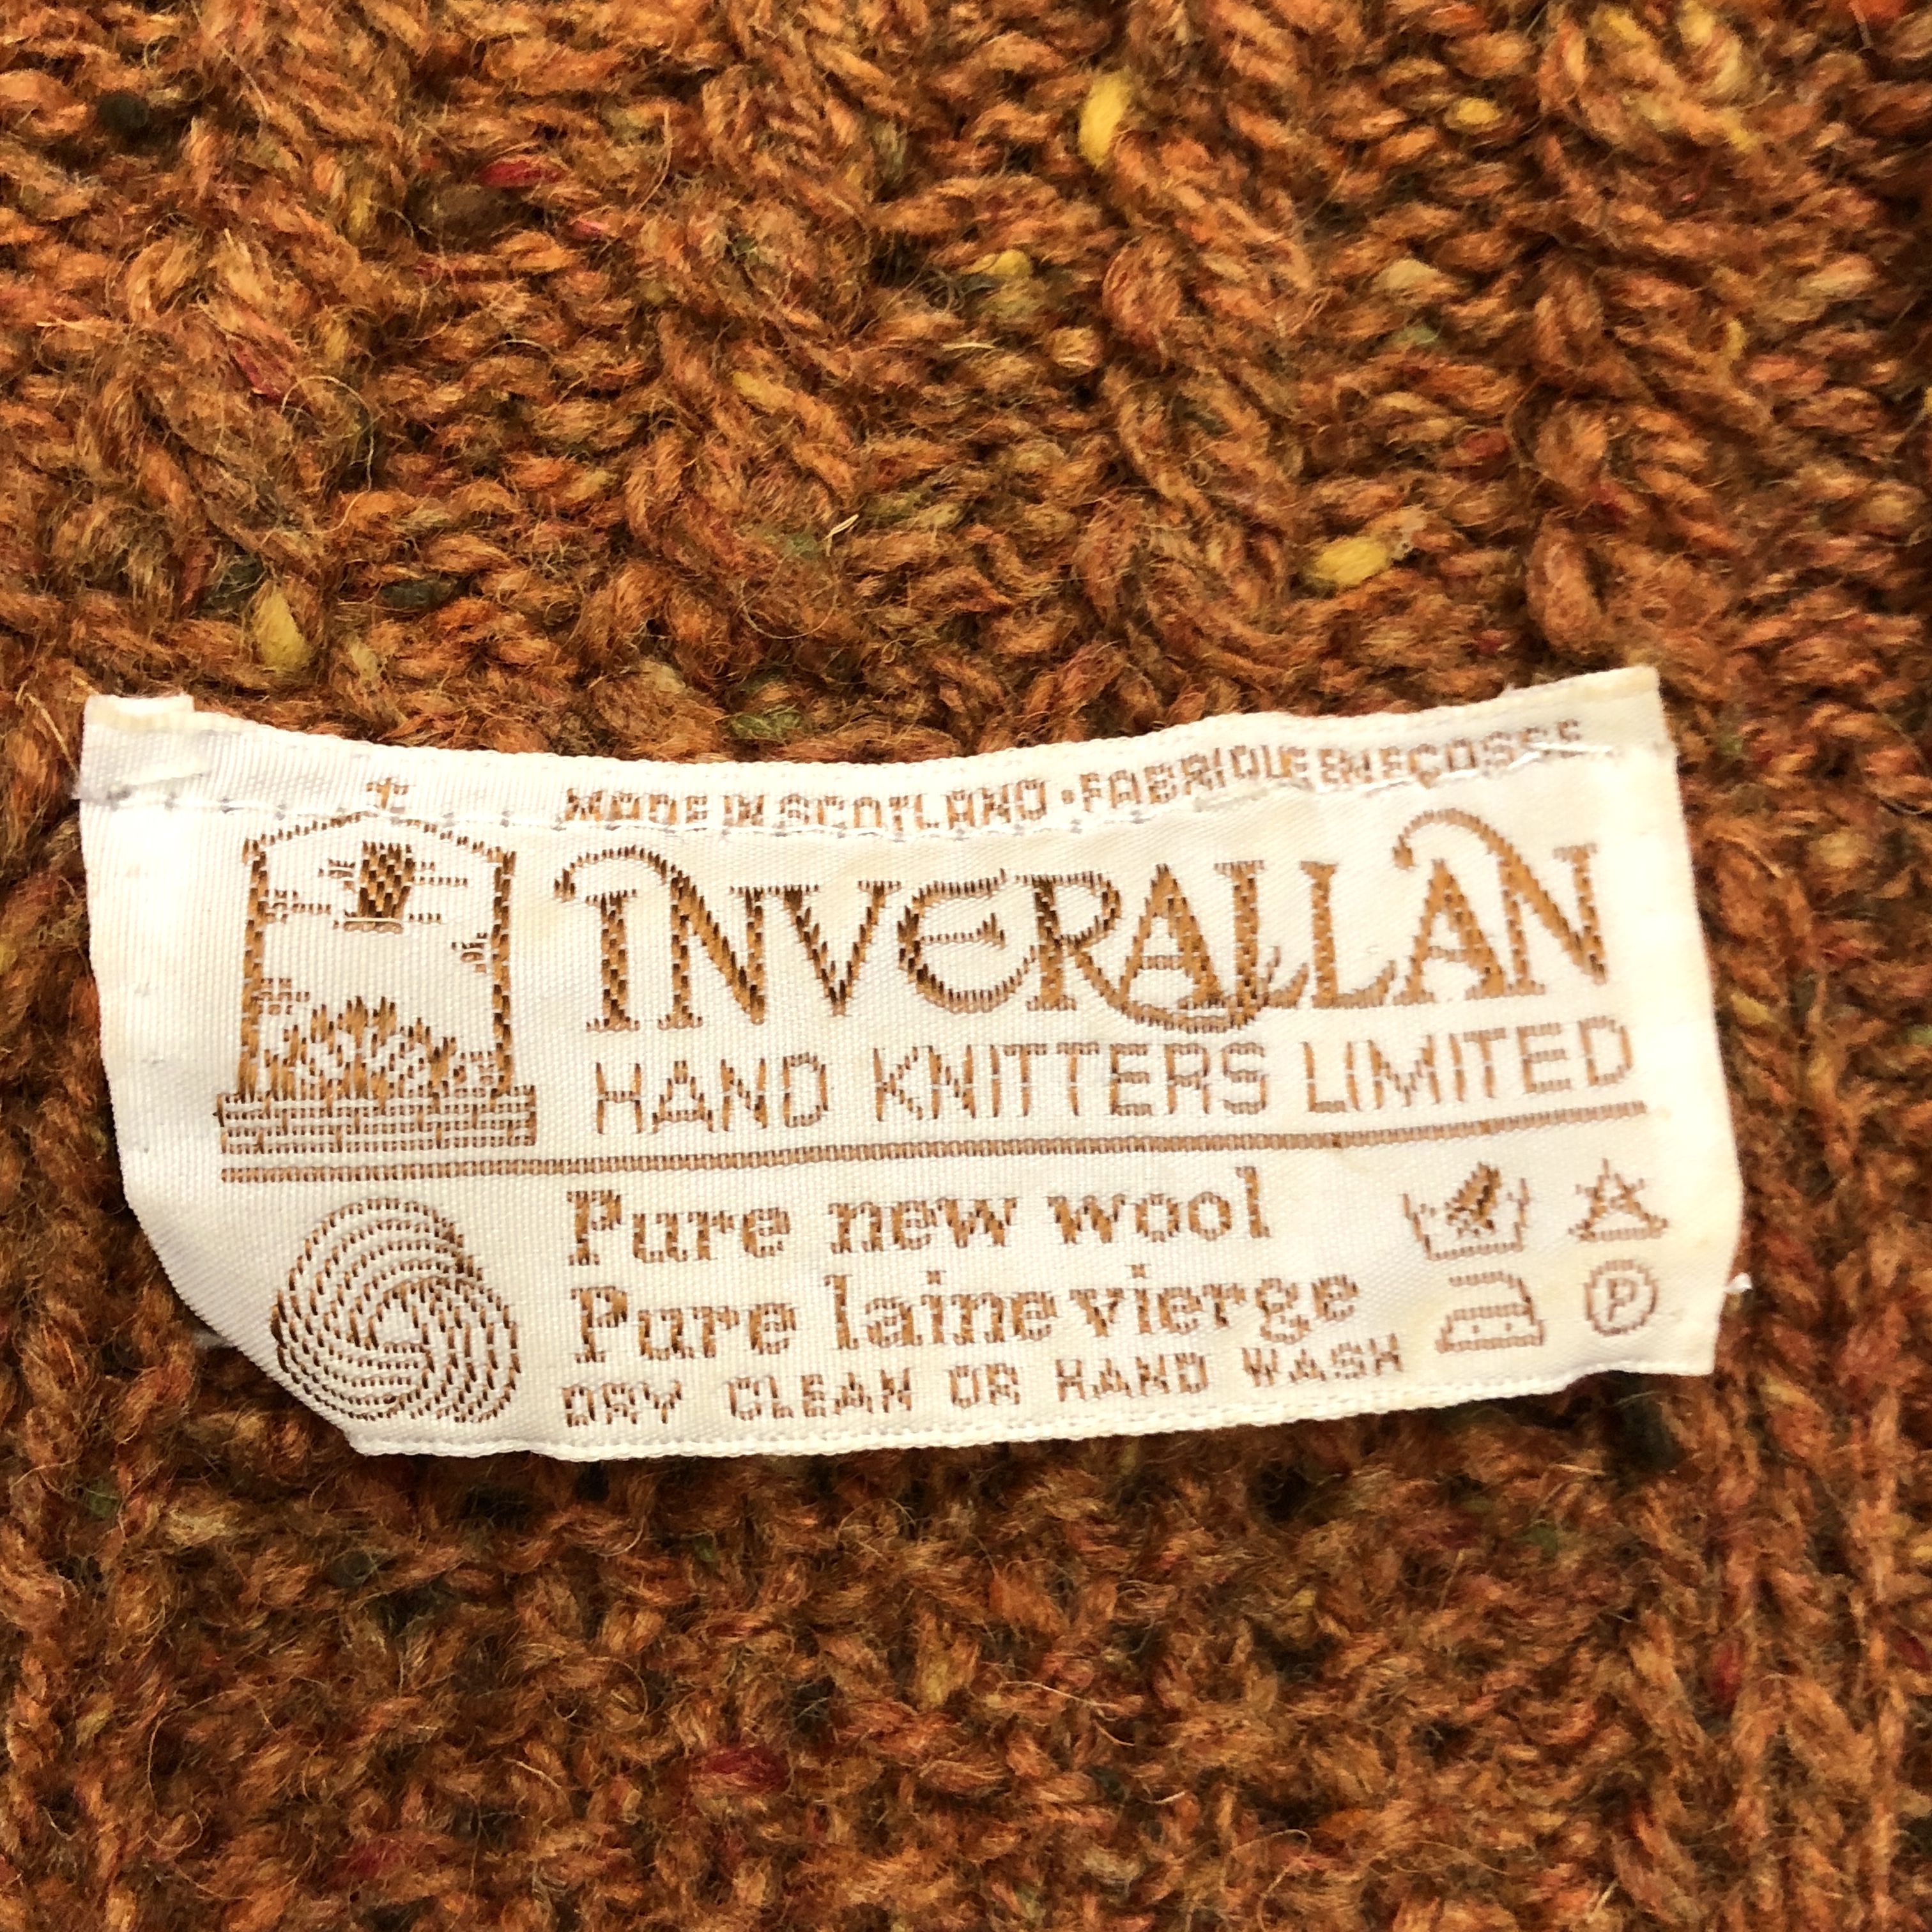 MADE IN SCOTLAND • FABRIQUE EN EÇOSSE
INVERALLAN
HAND KNITTERS LIMITED
Pure new wool
Pure laine vierge
DRY CLEAN OR HAND WASH
P